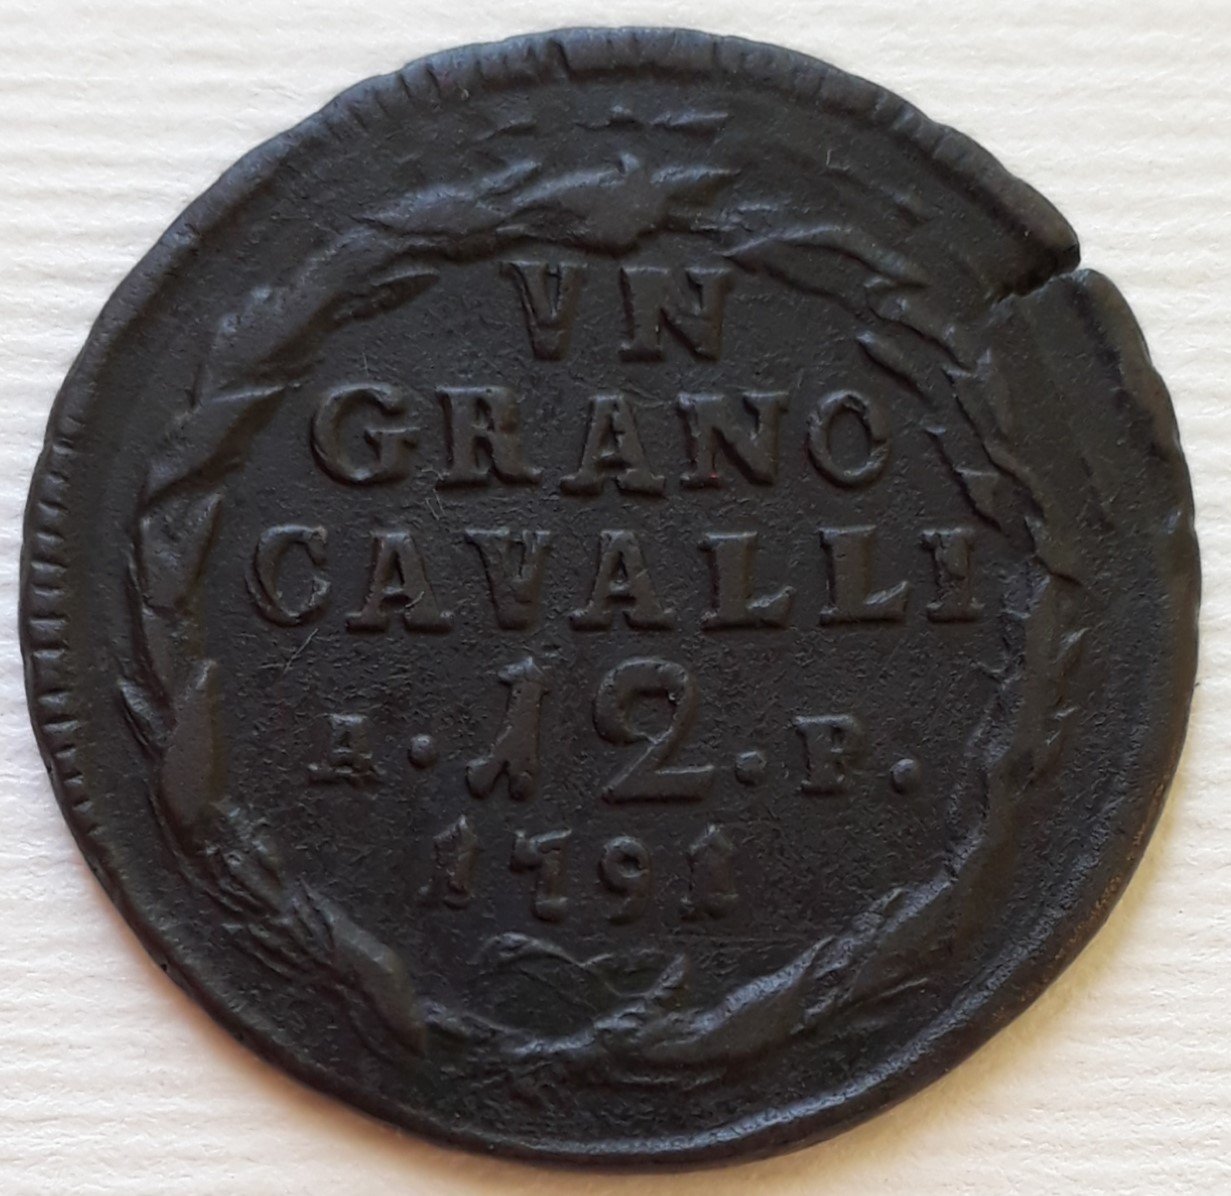 VN
GRANO
CAVALLI
A · 12 · P .
1791